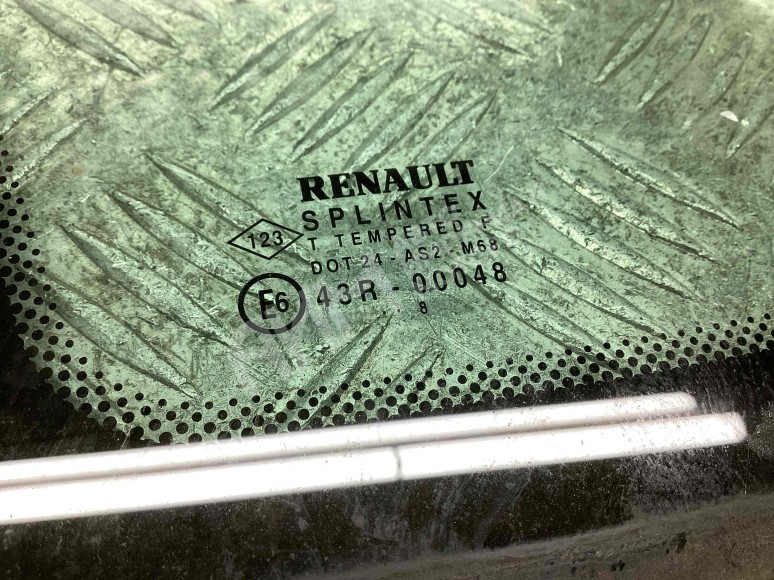 RENAULT
SPLINTEX
123
T TEMPERED F
DOT 24 - AS2 - M68
E6
43R - 00048
8